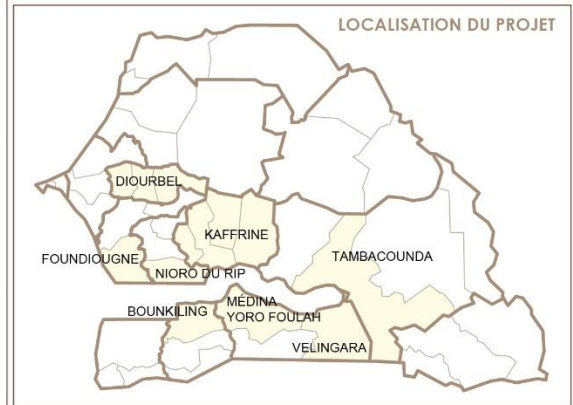 LOCALISATION DU PROJET
DIOURBEL
KAFFRINE
FOUNDIOUGNE
TAMBACOUNDA
NIORO DU RIP
BOUNKILING
MÉDINA
YORO FOULAH
VELINGARA